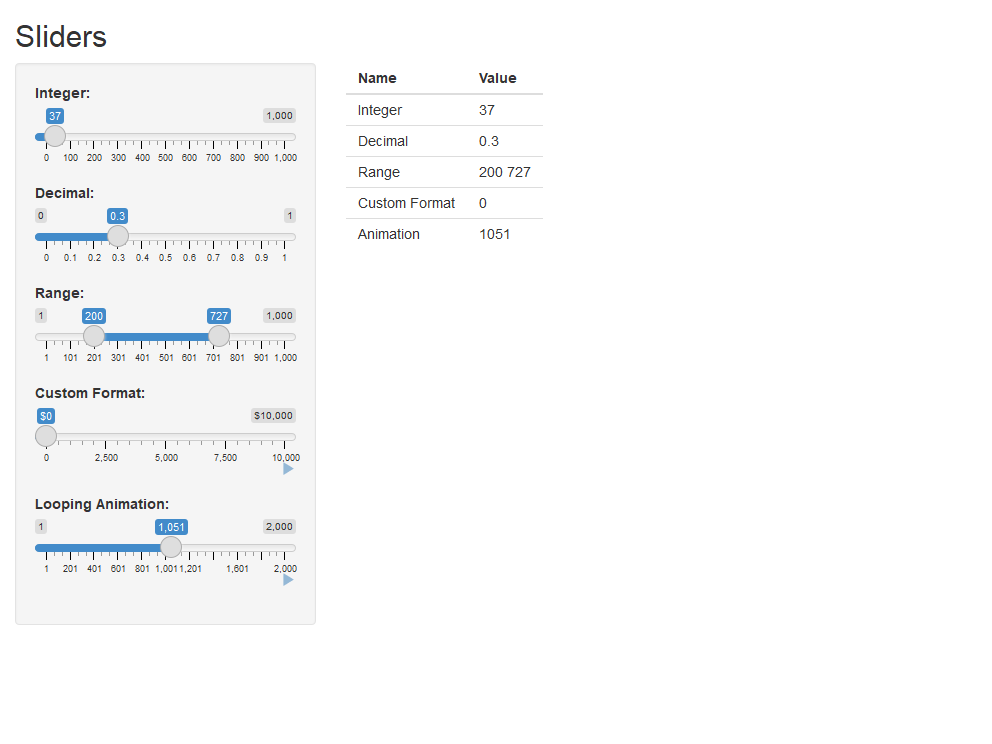 Sliders
Integer:
37 1,000
0 100 200 300 400 500 600 700 800 900 1,000
Decimal:
0 0.3 1
0 0.1 0.2 0.3 0.4 0.5 0.6 0.7 0.8 0.9 1
Range:
1 200 727 1,000
1 101 201 301 401 501 601 701 801 901 1,000
Custom Format:
$0 $10,000
0 2,500 5,000 7,500 10,000
Looping Animation:
1 1,051 2,000
1 201 401 601 801 1,001 1,201 1,601 2,000
Name Value
Integer 37
Decimal 0.3
Range 200 727
Custom Format 0
Animation 1051